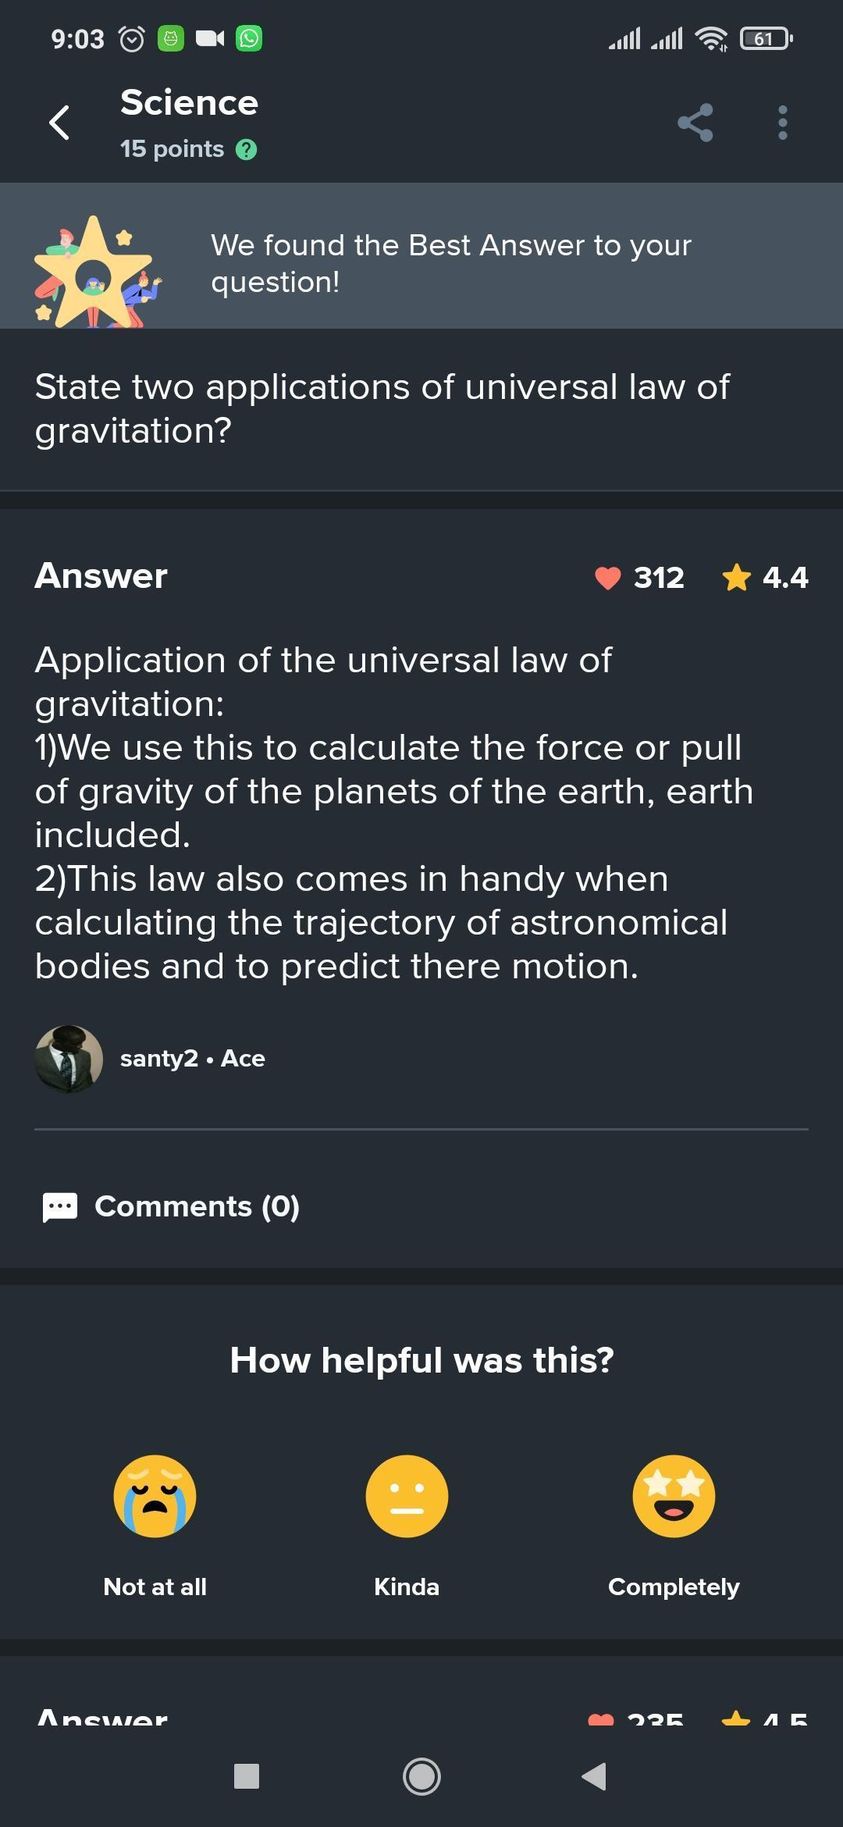 9:03
61
Science
15 points ?
We found the Best Answer to your
question!
State two applications of universal law of
gravitation?
Answer 312 4.4
Application of the universal law of
gravitation:
1)We use this to calculate the force or pull
of gravity of the planets of the earth, earth
included.
2)This law also comes in handy when
calculating the trajectory of astronomical
bodies and to predict there motion.
santy2 • Ace
Comments (0)
How helpful was this?
Not at all Kinda Completely
Answer 235 4.5